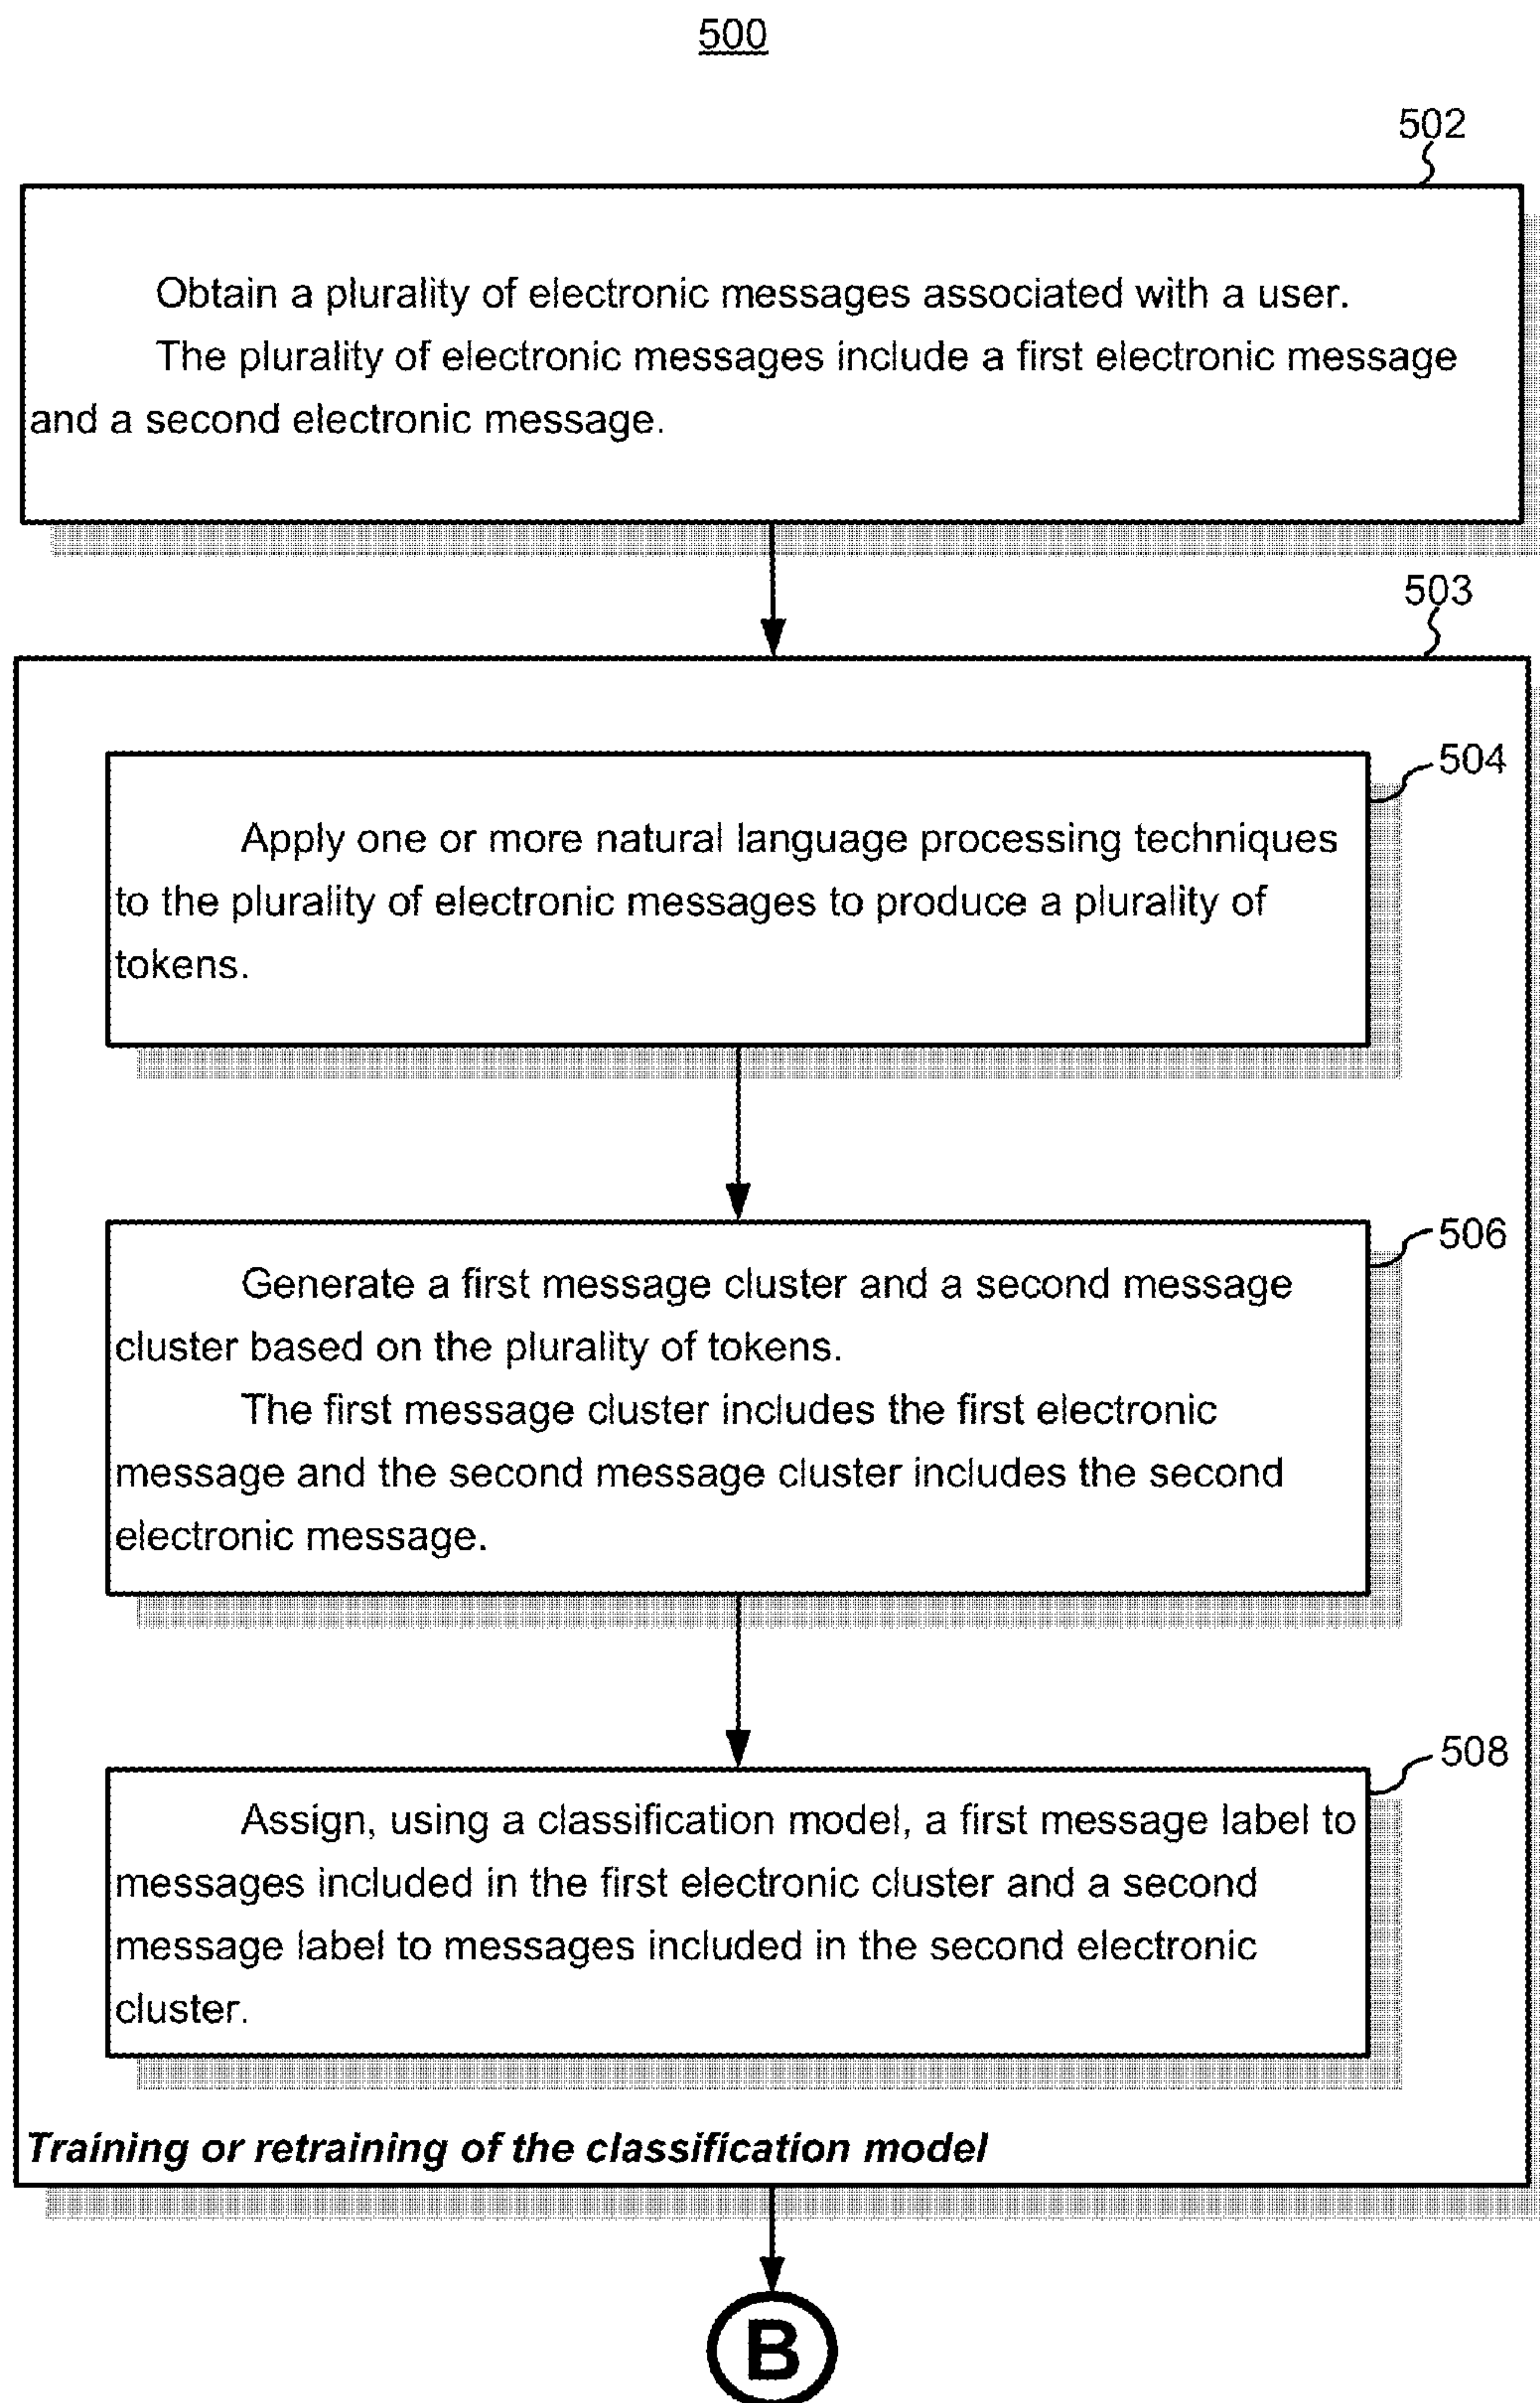 500
502
Obtain a plurality of electronic messages associated with a user.
The plurality of electronic messages include a first electronic message
and a second electronic message.
503
504
Apply one or more natural language processing techniques
to the plurality of electronic messages to produce a plurality of
tokens.
506
Generate a first message cluster and a second message
cluster based on the plurality of tokens.
The first message cluster includes the first electronic
message and the second message cluster includes the second
electronic message.
508
Assign, using a classification model, a first message label to
messages included in the first electronic cluster and a second
message label to messages included in the second electronic
cluster.
Training or retraining of the classification model
B